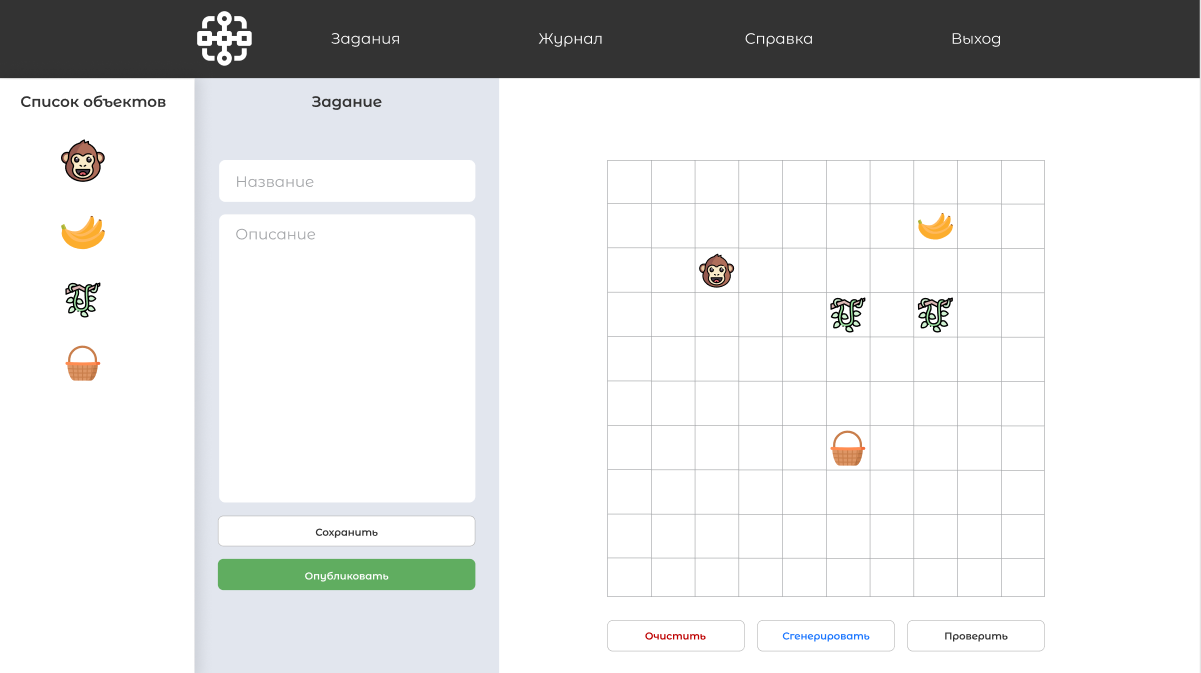 Задания
Журнал
Справка
Выход
Список объектов
Задание
Название
Описание
Сохранить
Опубликовать
Очистить
Сгенерировать
Проверить